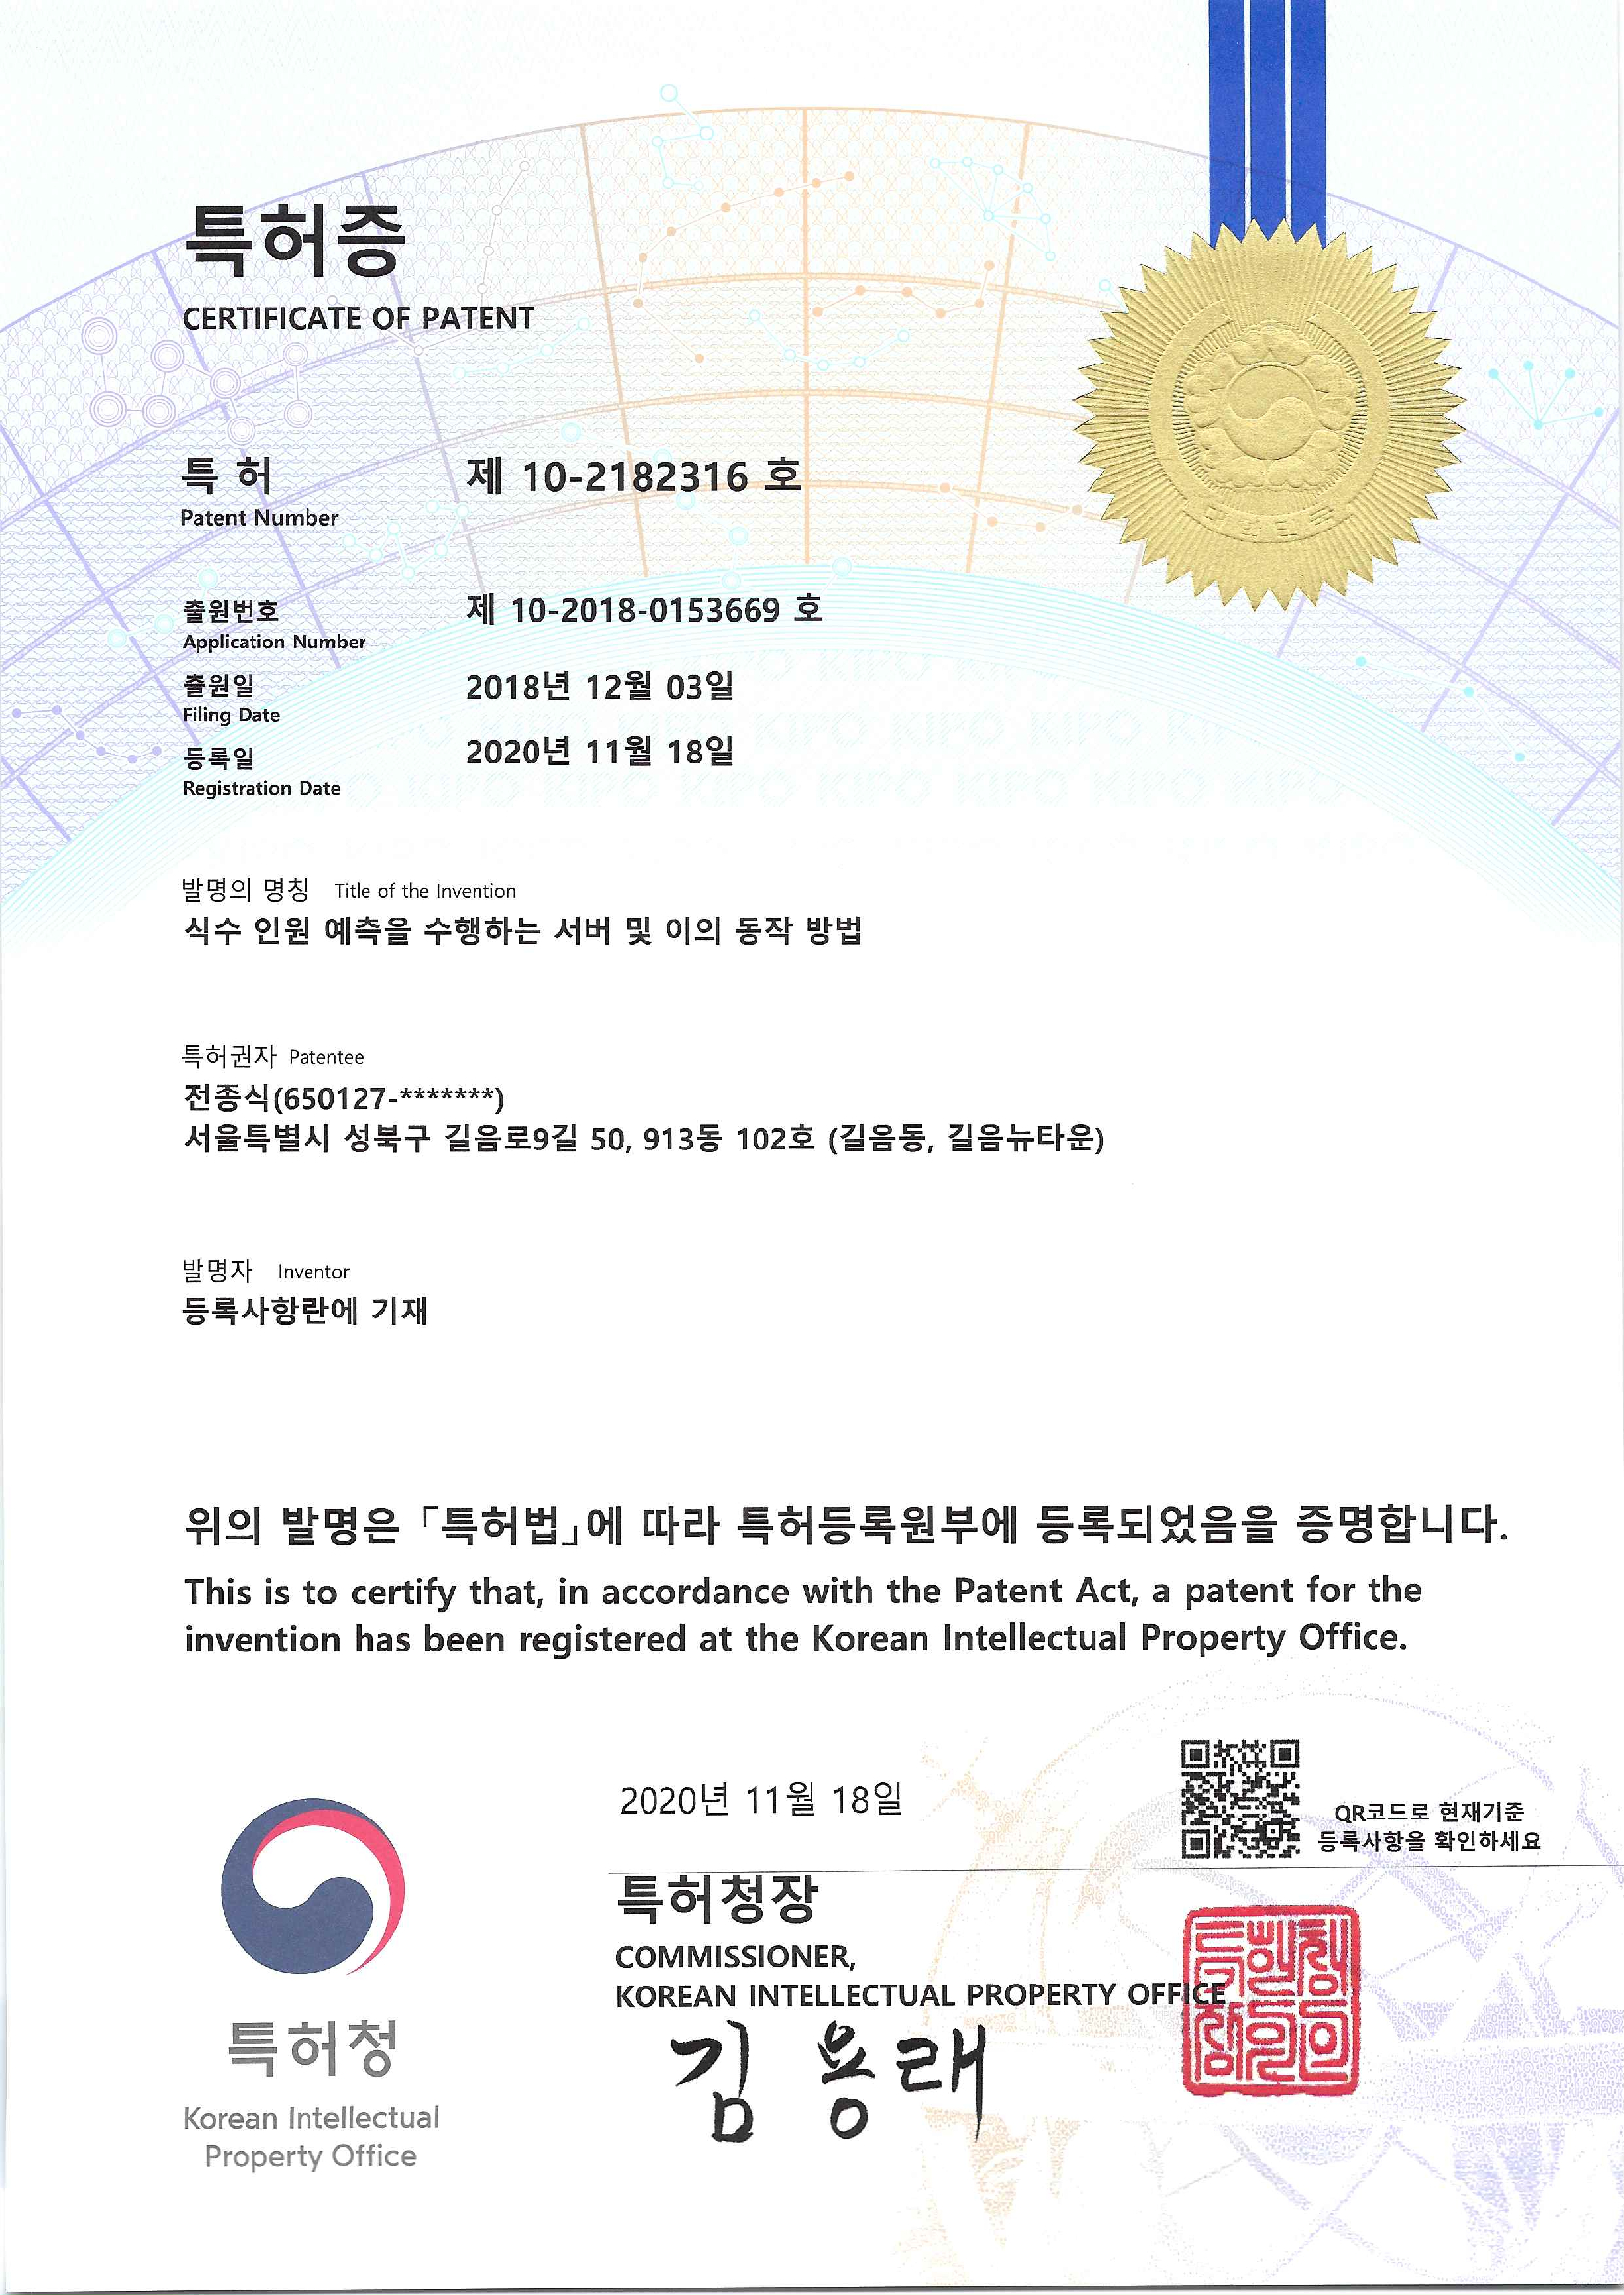 특허증
CERTIFICATE OF PATENT
특 허
Patent Number
제 10-2182316 호
출원번호
Application Number
제 10-2018-0153669 호
출원일
Filing Date
2018년 12월 03일
등록일
Registration Date
2020년 11월 18일
발명의 명칭 Title of the Invention
식수 인원 예측을 수행하는 서버 및 이의 동작 방법
특허권자 Patentee
전종식(650127-*******)
서울특별시 성북구 길음로9길 50, 913동 102호 (길음동, 길음뉴타운)
발명자 Inventor
등록사항란에 기재
위의 발명은 「특허법」에 따라 특허등록원부에 등록되었음을 증명합니다.
This is to certify that, in accordance with the Patent Act, a patent for the
invention has been registered at the Korean Intellectual Property Office.
2020년 11월 18일
QR코드로 현재기준
등록사항을 확인하세요
특허청장
COMMISSIONER,
KOREAN INTELLECTUAL PROPERTY OFFICE
김용래
특허청
Korean Intellectual
Property Office